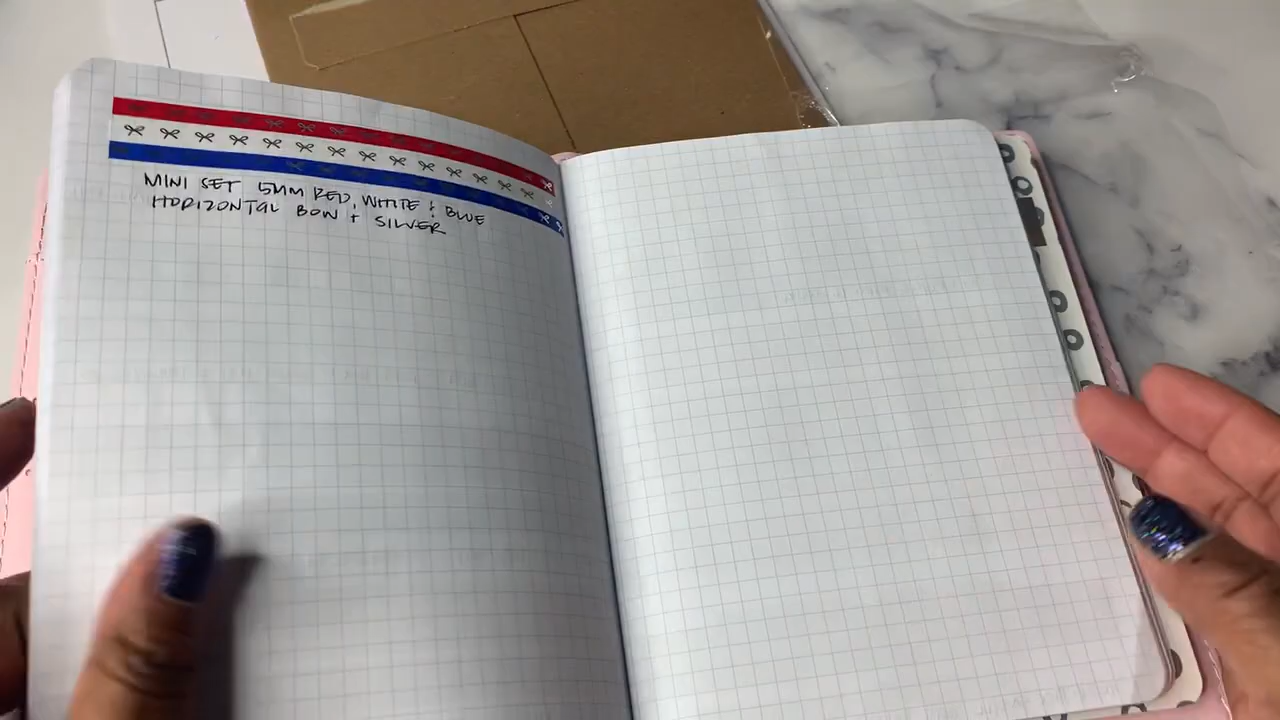 MINI SET 5MM RED, WHITE & BLUE
HORIZONTAL BOW + SILVER